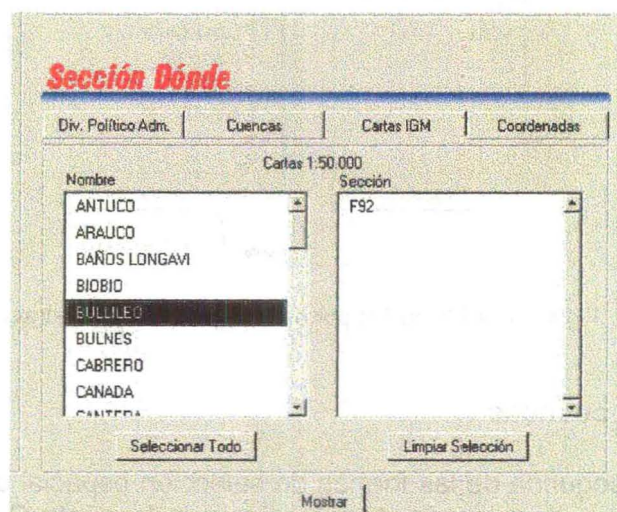 Sección Dónde
Div. Político Adm. Cuencas Cartas IGM Coordenadas
Cartas 1:50.000
Nombre Sección
ANTUCO F92
ARAUCO
BAÑOS LONGAVI
BIOBIO
BULLILEO
BULNES
CABRERO
CANADA
CANTERA
Seleccionar Todo Limpiar Selección
Mostrar